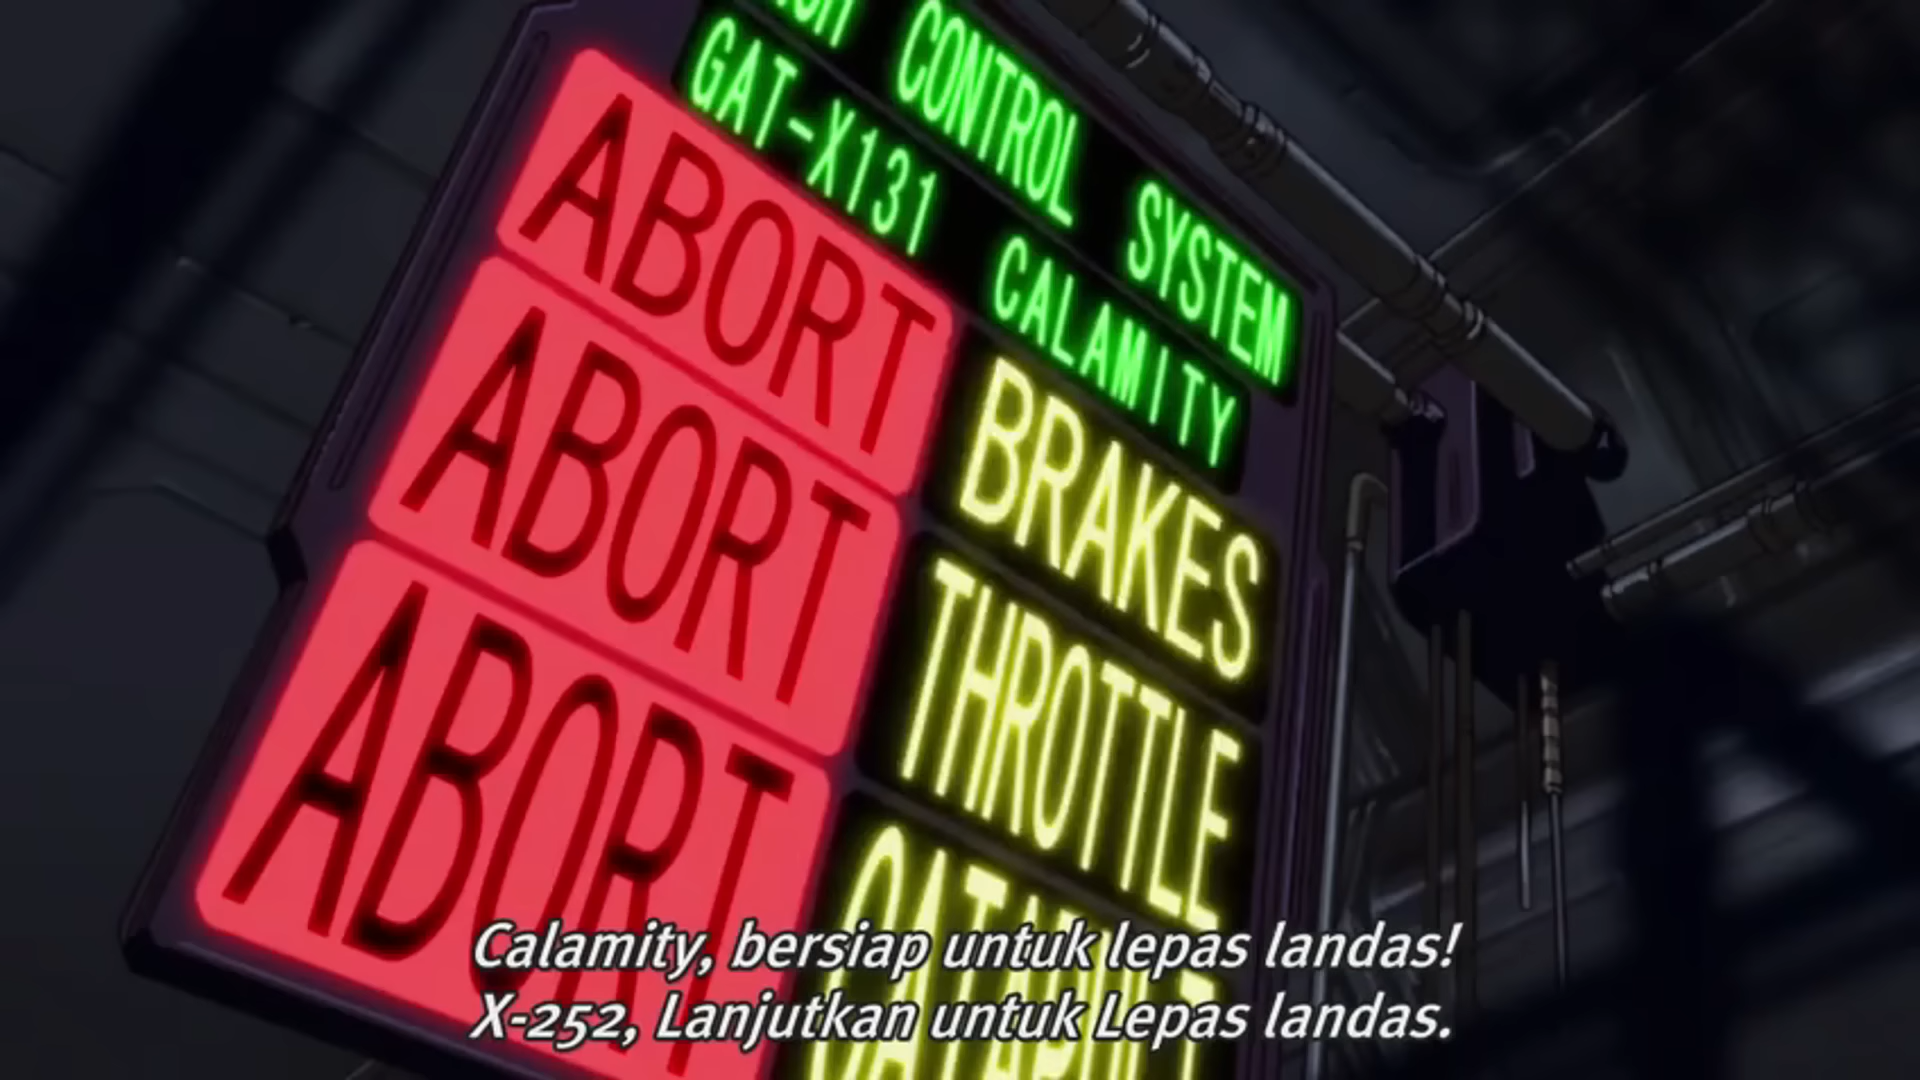 CONTROL SYSTEM
GAT-X131 CALAMITY
ABORT BRAKES
ABORT THROTTLE
ABORT CATAPULT
Calamity, bersiap untuk lepas landas!
X-252, Lanjutkan untuk Lepas landas.